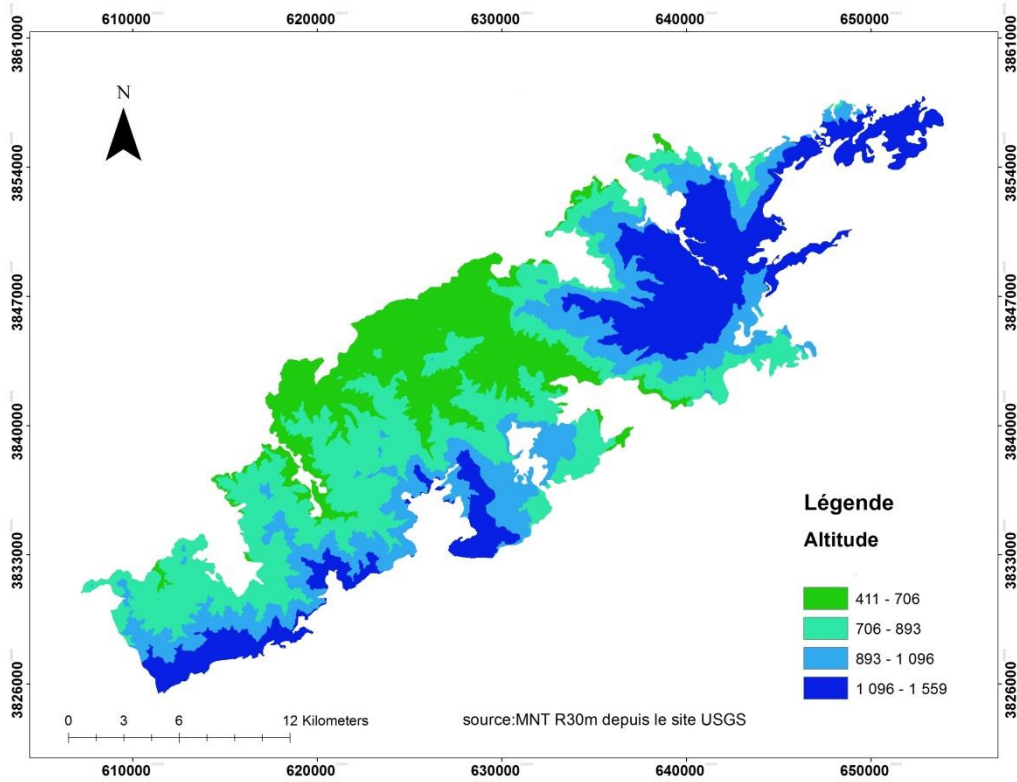 610000 620000 630000 640000 650000
3861000 3861000
N
3854000 3854000
3847000 3847000
3840000 3840000
Légende
Altitude
3833000 3833000
411 - 706
706 - 893
893 - 1 096
1 096 - 1 559
3826000 3826000
0 3 6 12 Kilometers
source:MNT R30m depuis le site USGS
610000 620000 630000 640000 650000